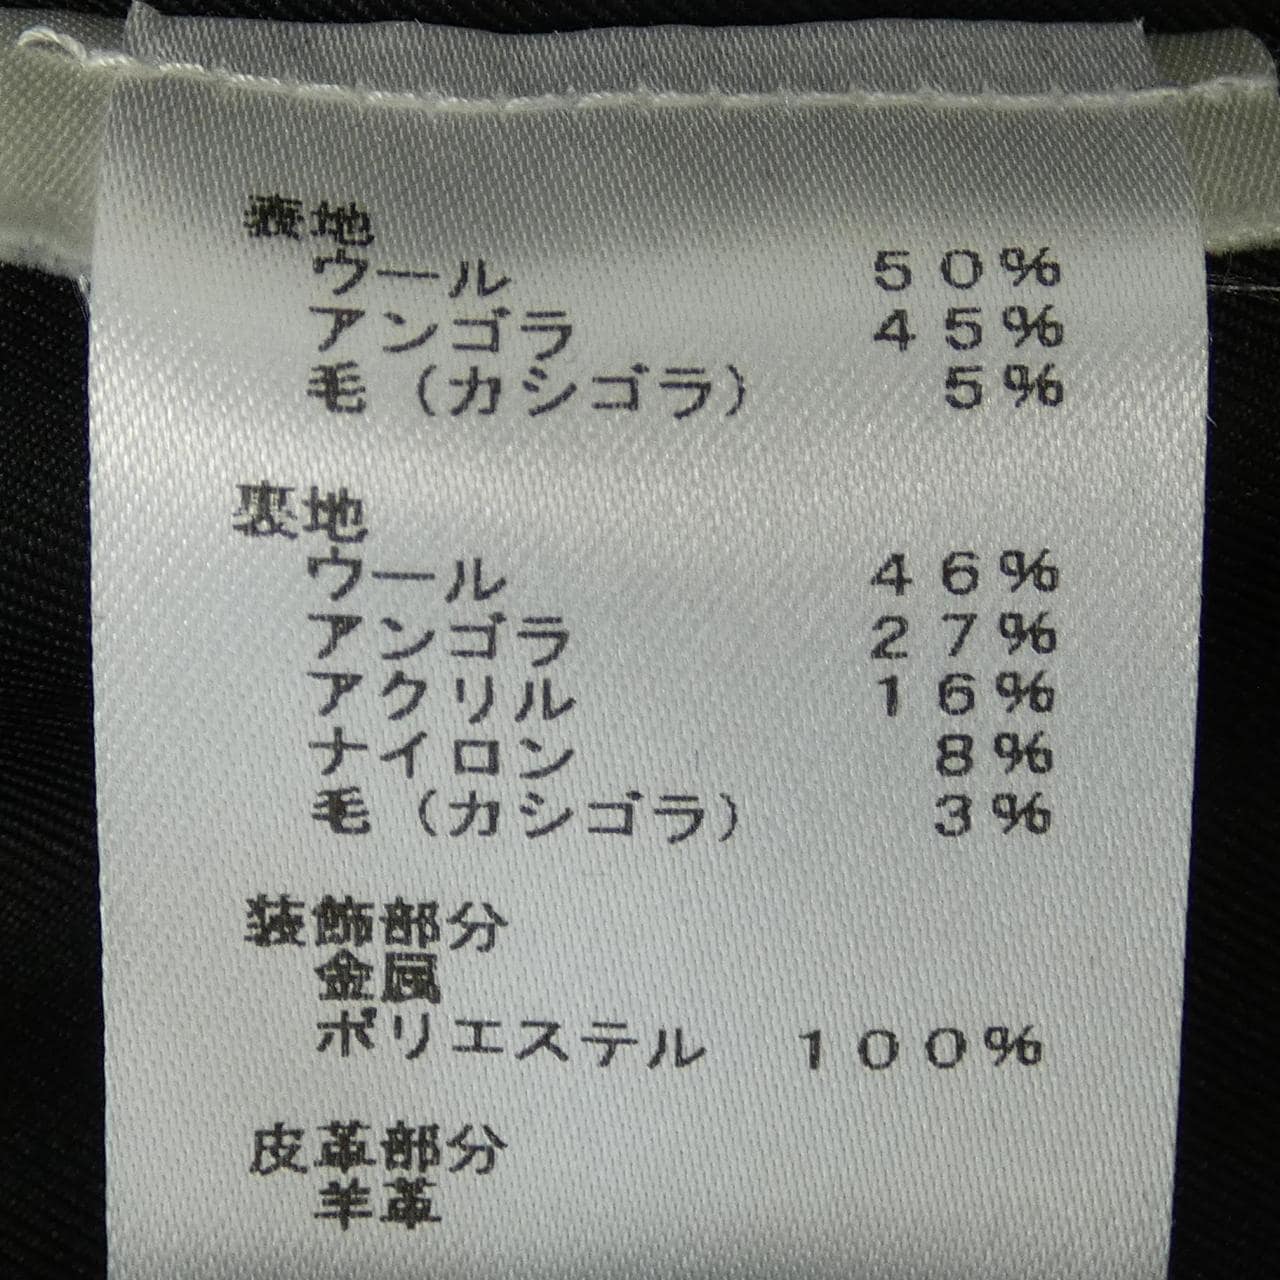 表地
ウール 50%
アンゴラ 45%
毛(カシゴラ) 5%
裏地
ウール 46%
アンゴラ 27%
アクリル 16%
ナイロン 8%
毛(カシゴラ) 3%
装飾部分
金属
ポリエステル 100%
皮革部分
羊革